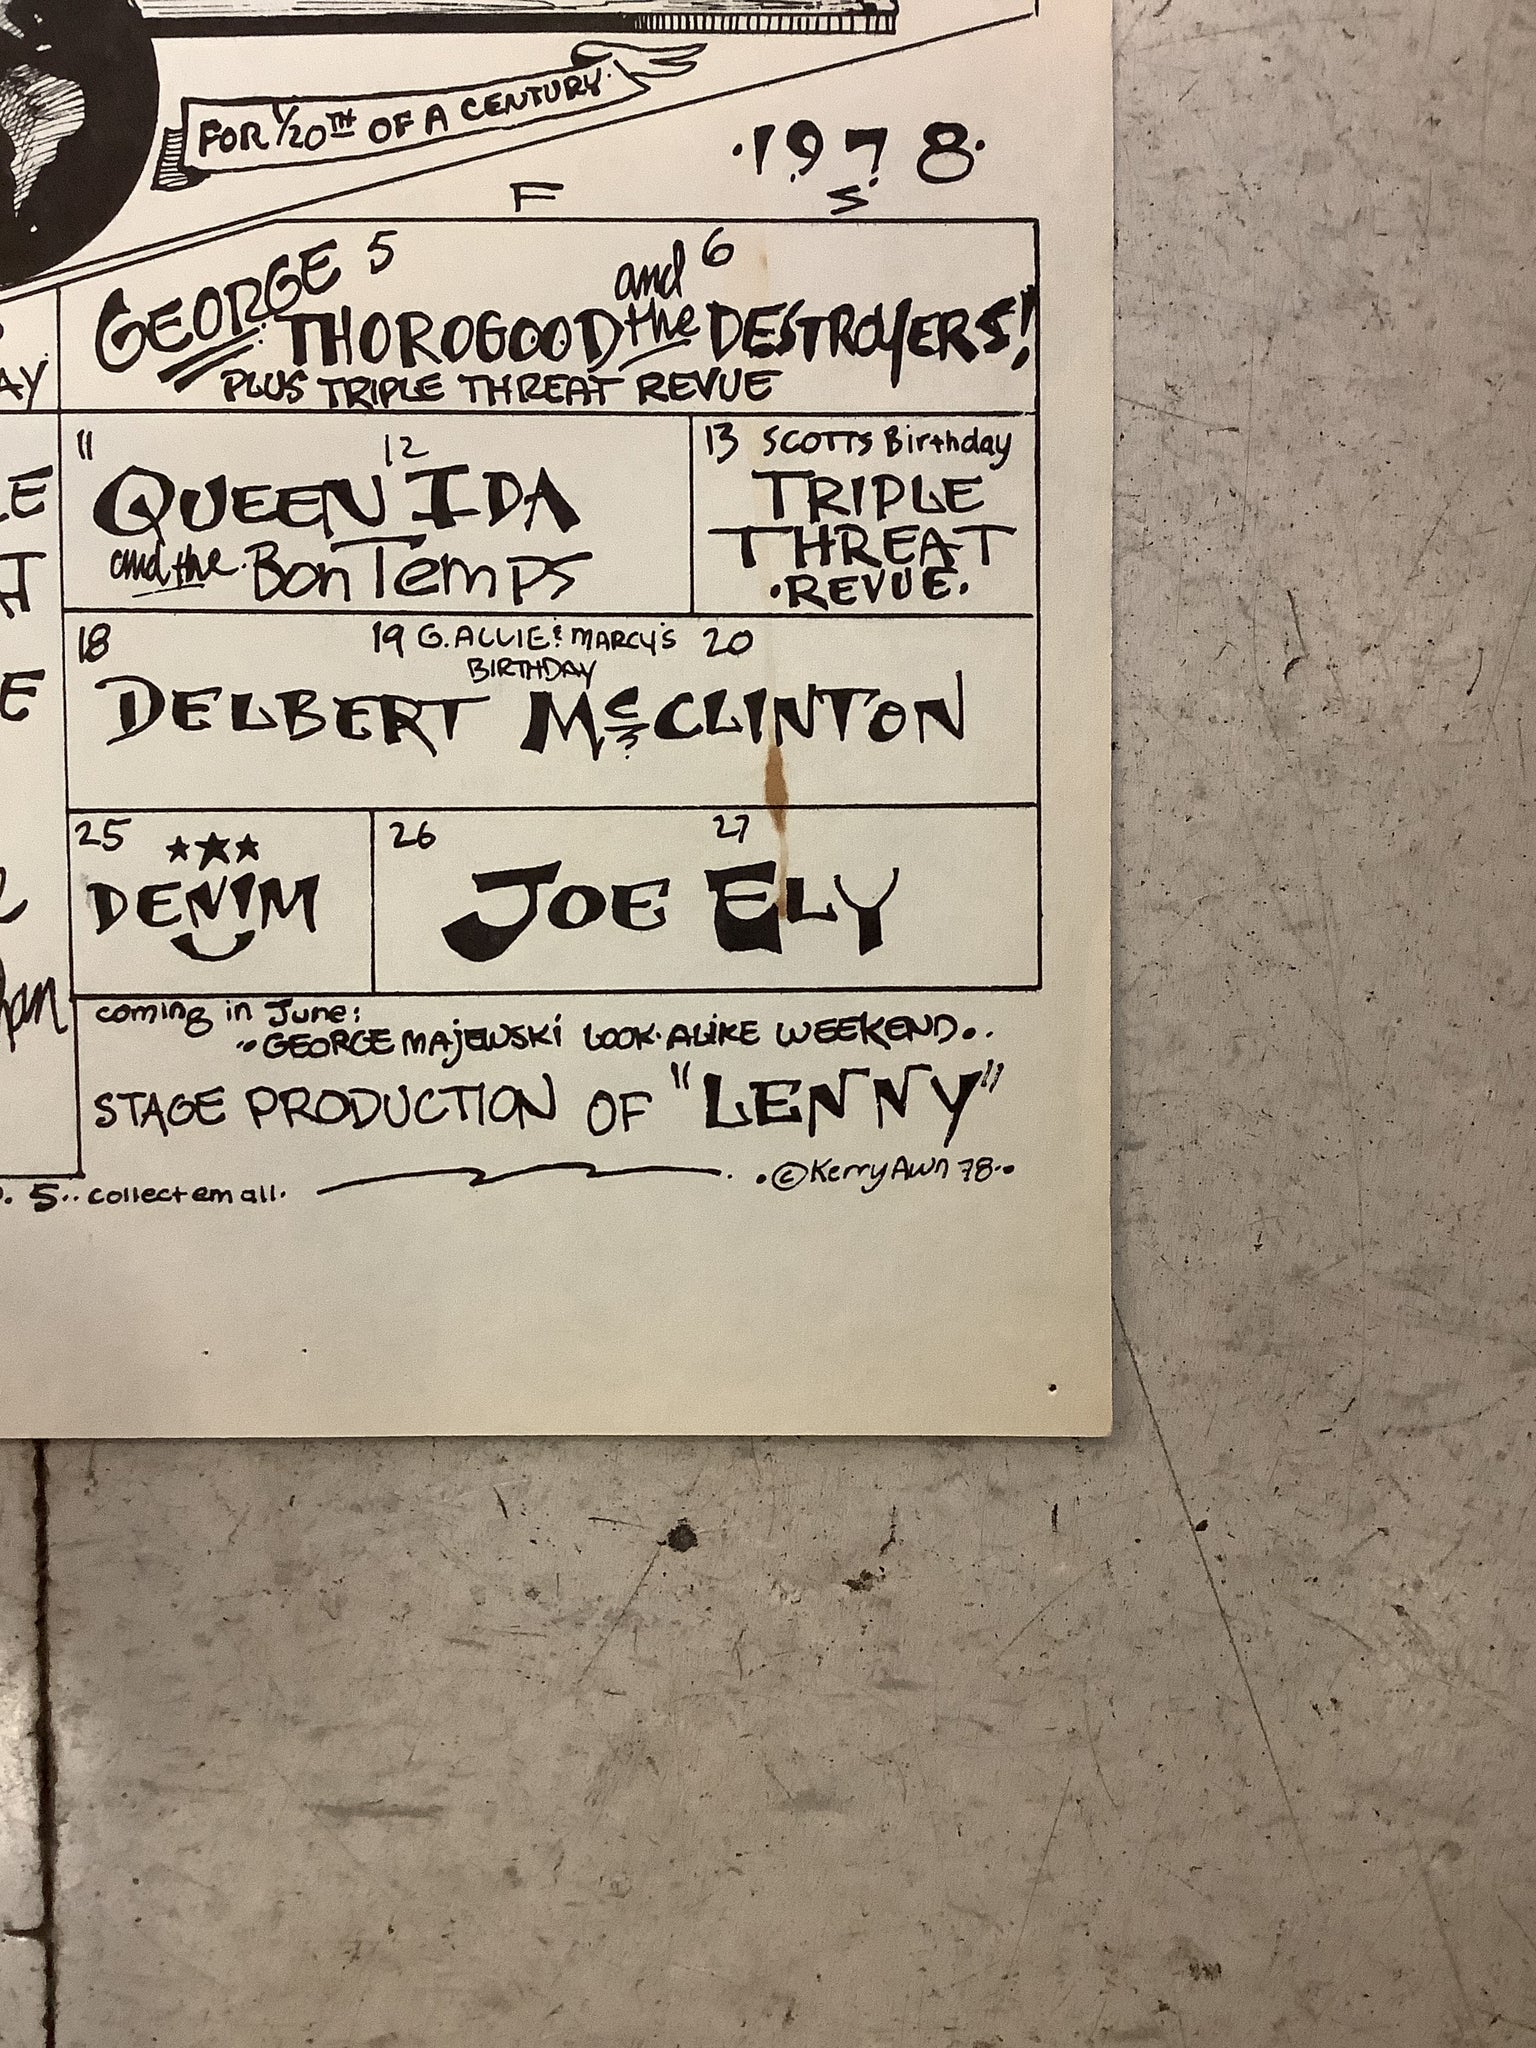 FOR 1/20TH OF A CENTURY.
·1978·
F S
5 6
GEORGE THOROGOOD and the DESTROYERS!
PLUS TRIPLE THREAT REVUE
AY
11 12
QUEEN IDA
and the Bon Temps
13 SCOTTS Birthday
TRIPLE
THREAT
·REVUE·
18 19 G. ALLIE & MARCY'S BIRTHDAY 20
DELBERT McCLINTON
25
DENIM
26 27
JOE ELY
coming in June:
··GEORGE MAJEWSKI LOOK·ALIKE WEEKEND..
STAGE PRODUCTION OF "LENNY"
5.. collect em all.
·©Kerry Awn 78··